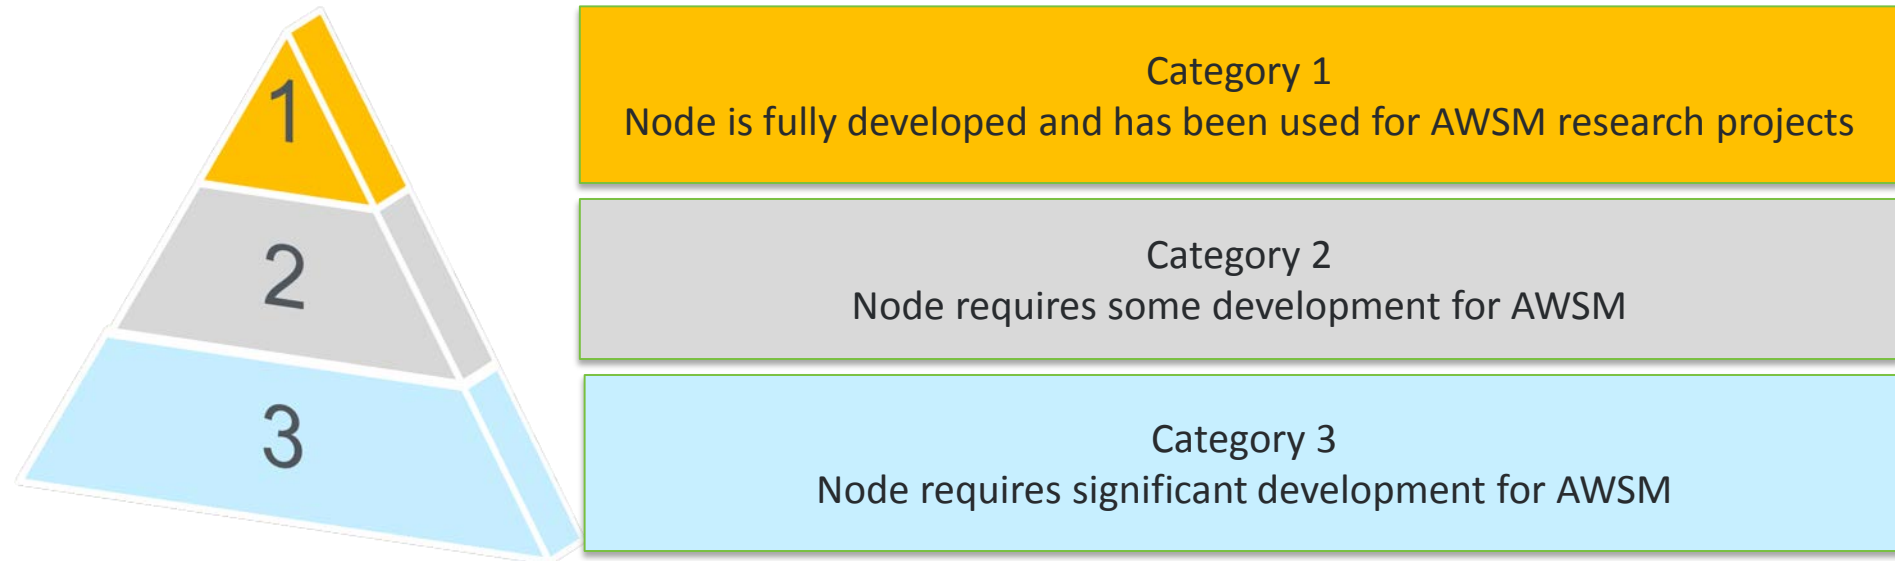 1
2
3
Category 1
Node is fully developed and has been used for AWSM research projects
Category 2
Node requires some development for AWSM
Category 3
Node requires significant development for AWSM